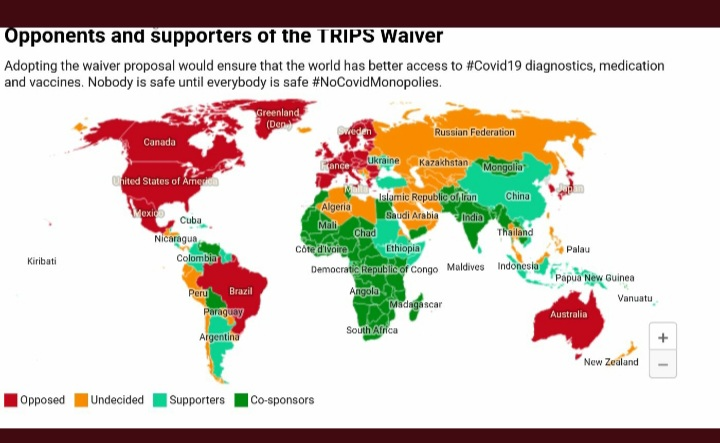 Opponents and supporters of the TRIPS Waiver
Adopting the waiver proposal would ensure that the world has better access to #Covid19 diagnostics, medication
and vaccines. Nobody is safe until everybody is safe #NoCovidMonopolies.
Greenland
(Den.)
Canada
Sweden
Russian Federation
France
Ukraine
Kazakhstan
Mongolia
United States of America
Japan
Islamic Republic of Iran
China
Mexico
Cuba
Algeria
Saudi Arabia
India
Mali
Chad
Thailand
Nicaragua
Côte d'Ivoire
Ethiopia
Palau
Kiribati
Colombia
Democratic Republic of Congo
Maldives
Indonesia
Papua New Guinea
Peru
Brazil
Angola
Vanuatu
Madagascar
Paraguay
Australia
South Africa
Argentina
New Zealand
+
−
Opposed
Undecided
Supporters
Co-sponsors